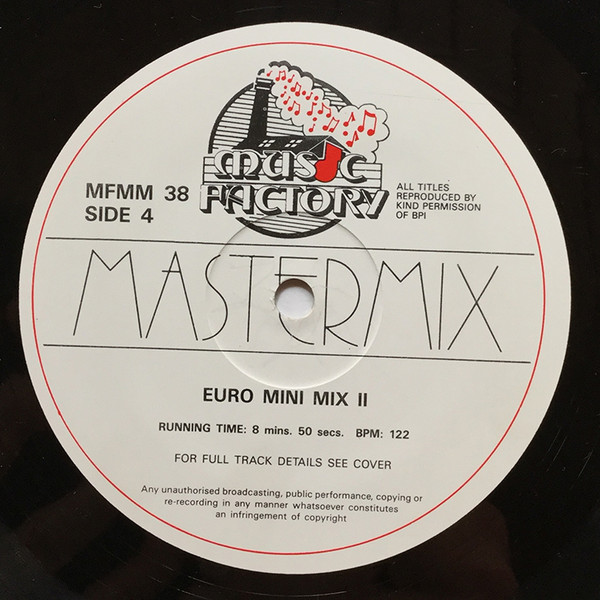 MUSIC
FACTORY
MFMM 38
SIDE 4
ALL TITLES
REPRODUCED BY
KIND PERMISSION
OF BPI
MASTERMIX
EURO MINI MIX II
RUNNING TIME: 8 mins. 50 secs. BPM: 122
FOR FULL TRACK DETAILS SEE COVER
Any unauthorised broadcasting, public performance, copying or
re-recording in any manner whatsoever constitutes
an infringement of copyright